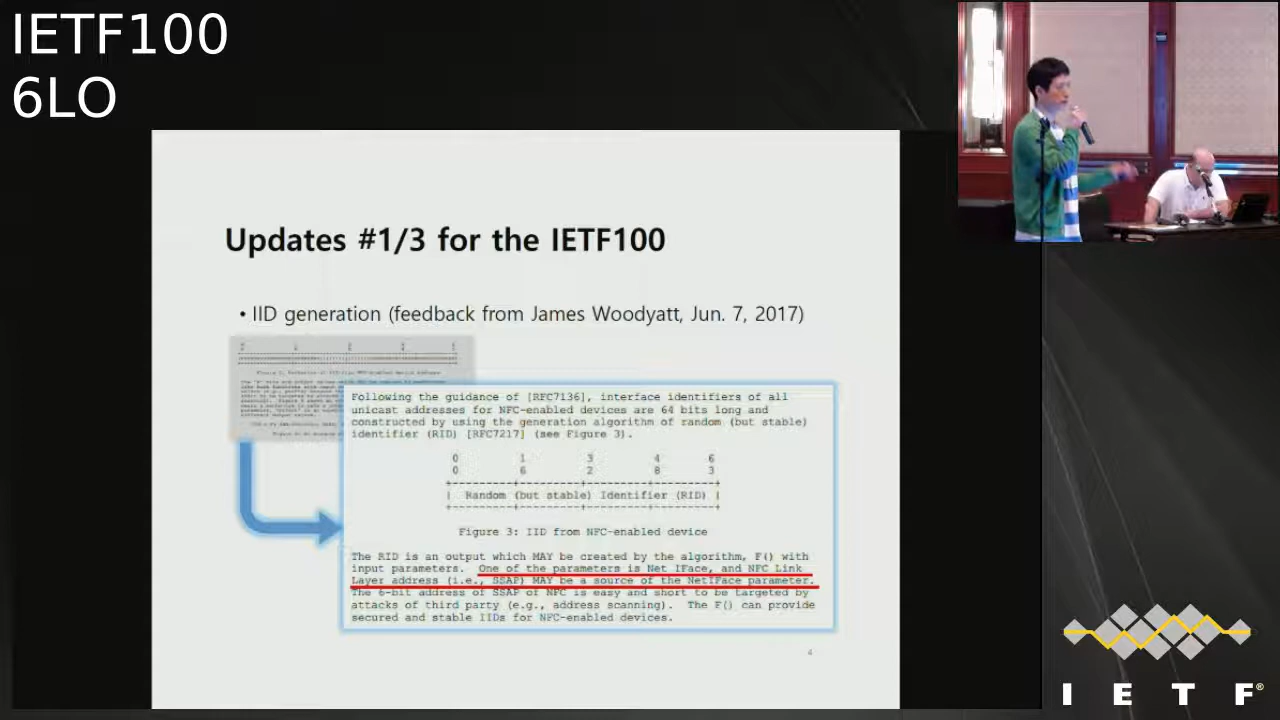 IETF100
6LO
Updates #1/3 for the IETF100
• IID generation (feedback from James Woodyatt, Jun. 7, 2017)
Following the guidance of [RFC7136], interface identifiers of all
unicast addresses for NFC-enabled devices are 64 bits long and
constructed by using the generation algorithm of random (but stable)
identifier (RID) [RFC7217] (see Figure 3).
0 1 3 4 6
0 6 2 8 3
+---------+---------+---------+--------+
| Random (but stable) Identifier (RID) |
+---------+---------+---------+--------+
Figure 3: IID from NFC-enabled device
The RID is an output which MAY be created by the algorithm, F() with
input parameters. One of the parameters is Net_IFace, and NFC Link
Layer address (i.e., SSAP) MAY be a source of the NetIFace parameter.
The 6-bit address of SSAP of NFC is easy and short to be targeted by
attacks of third party (e.g., address scanning). The F() can provide
secured and stable IIDs for NFC-enabled devices.
4
IETF®